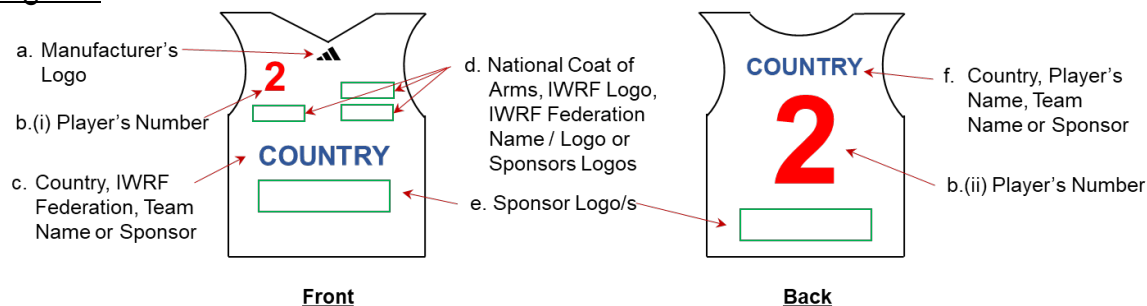 a. Manufacturer's
Logo
2
b.(i) Player's Number
COUNTRY
c. Country, IWRF
Federation, Team
Name or Sponsor
d. National Coat of
Arms, IWRF Logo,
IWRF Federation
Name / Logo or
Sponsors Logos
e. Sponsor Logo/s
COUNTRY
2
f. Country, Player's
Name, Team
Name or Sponsor
b.(ii) Player's Number
Front
Back